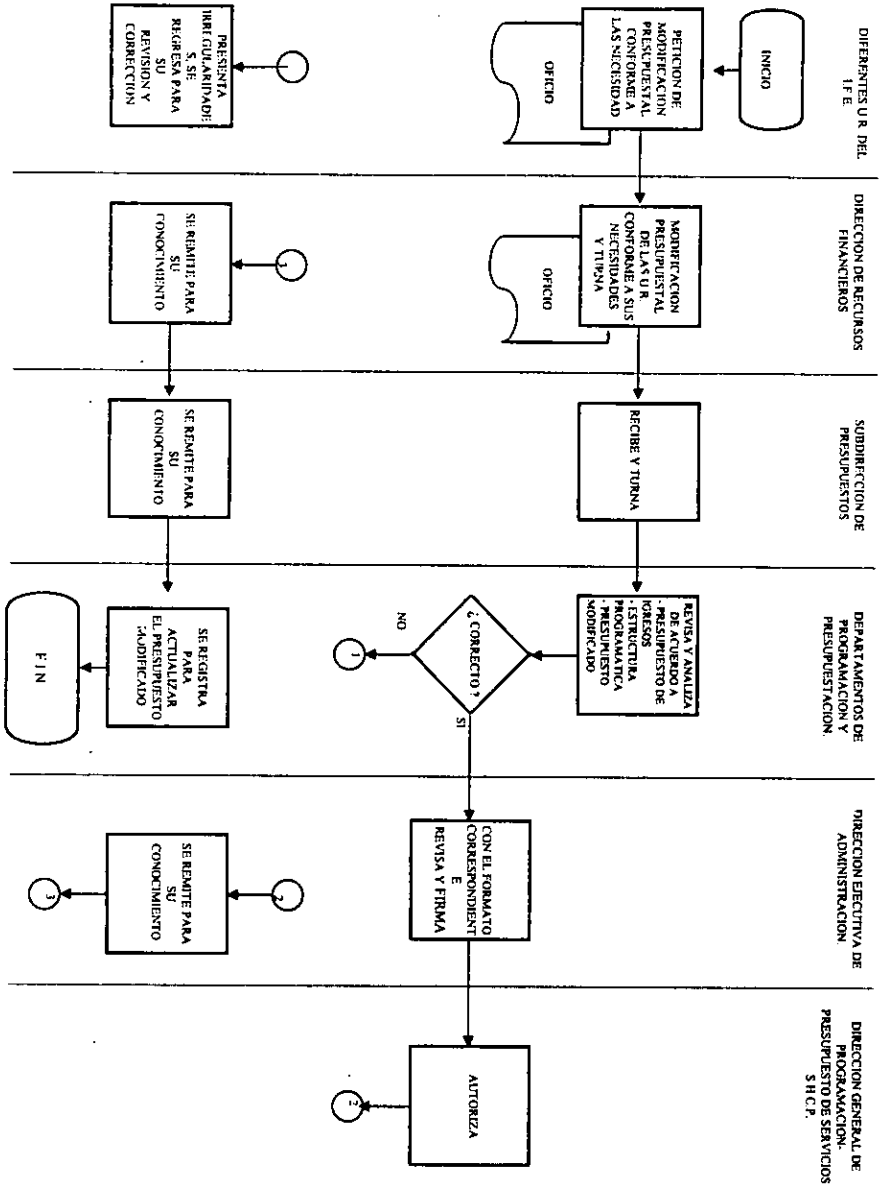 DIFERENTES U R. DEL
I F E.
DIRECCION DE RECURSOS
FINANCIEROS
SUBDIRECCION DE
PRESUPUESTOS
DEPARTAMENTOS DE
PROGRAMACION Y
PRESUPUESTACION.
DIRECCION EJECUTIVA DE
ADMINISTRACION.
DIRECCION GENERAL DE
PROGRAMACION-
PRESUPUESTO DE SERVICIOS
S H C P.
INICIO
PETICION DE
MODIFICACION
PRESUPUESTAL
CONFORME A
LAS NECESIDAD
OFICIO
MODIFICACION
PRESUPUESTAL
DE LAS U R.
CONFORME A SUS
NECESIDADES
Y TURNA
OFICIO
RECIBE Y TURNA
REVISA Y ANALIZA
DE ACUERDO A
- PRESUPUESTO DE
IGRESOS
- ESTRUCTURA
PROGRAMATICA
- PRESUPUESTO
MODIFICADO
¿ CORRECTO ?
NO
SI
1
CON EL FORMATO
CORRESPONDIENT
E
REVISA Y FIRMA
AUTORIZA
2
PRESENTA
IRREGULARIDADE
S, SE
REGRESA PARA
SU
REVISION Y
CORRECCION
SE REMITE PARA
SU
CONOCIMIENTO
SE REMITE PARA
SU
CONOCIMIENTO
SE REGISTRA
PARA
ACTUALIZAR
EL PRESUPUESTO
MODIFICADO
F I N
2
SE REMITE PARA
SU
CONOCIMIENTO
3